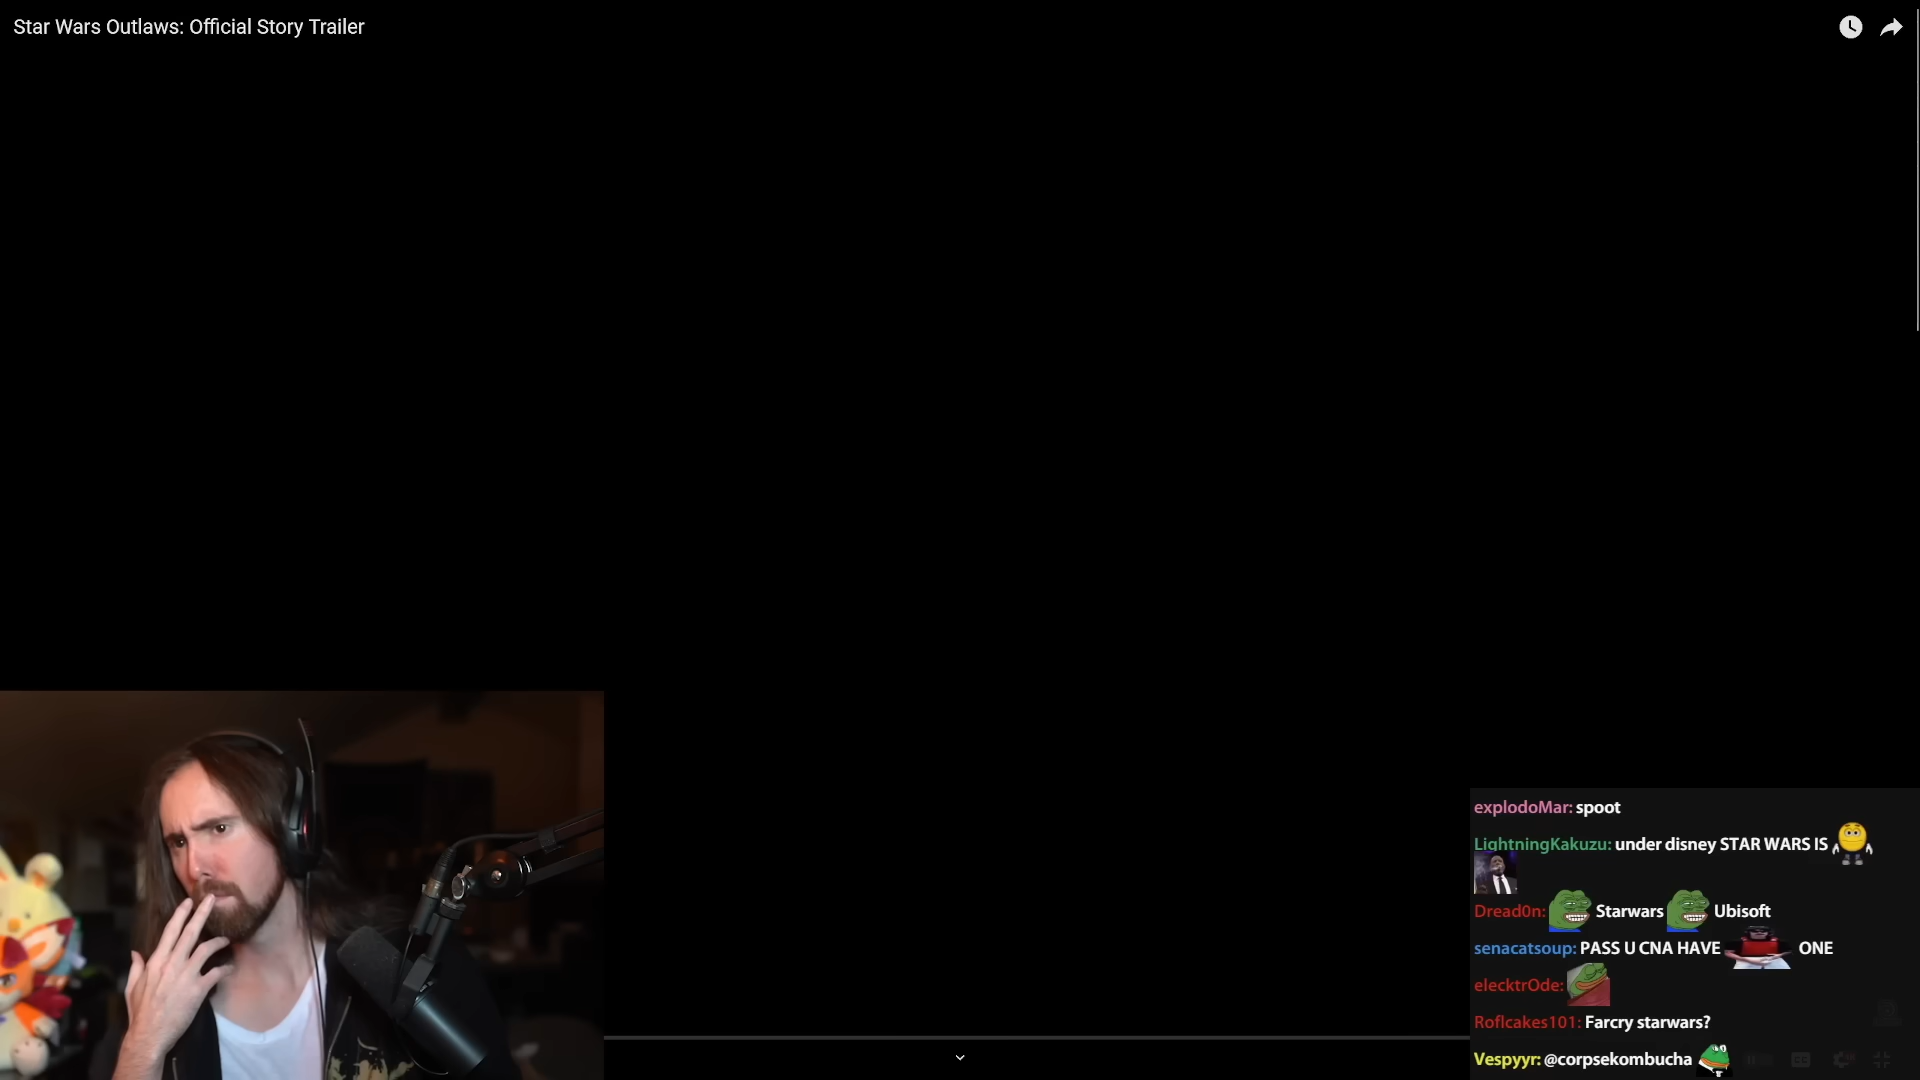 Star Wars Outlaws: Official Story Trailer
explodoMar: spoot
LightningKakuzu: under disney STAR WARS IS
Dread0n: Starwars Ubisoft
senacatsoup: PASS U CNA HAVE ONE
elecktrOde:
Roflcakes101: Farcry starwars?
Vespyyr: @corpsekombucha